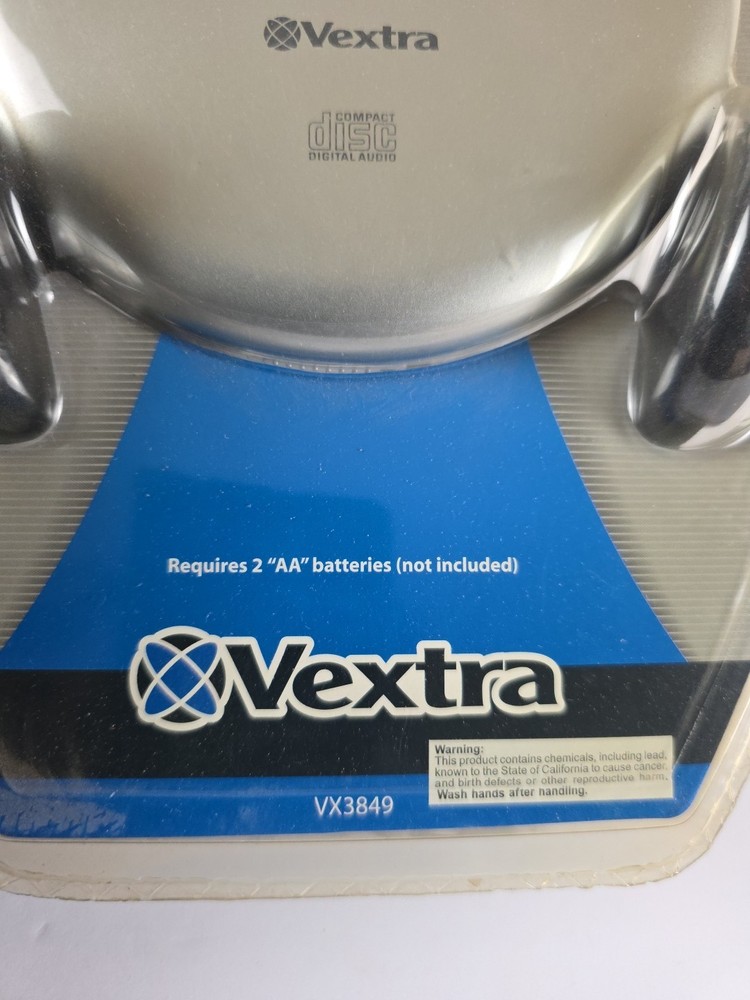 Vextra
COMPACT
disc
DIGITAL AUDIO
Requires 2 “AA” batteries (not included)
Vextra
Warning:
This product contains chemicals, including lead,
known to the State of California to cause cancer,
and birth defects or other reproductive harm.
Wash hands after handling.
VX3849